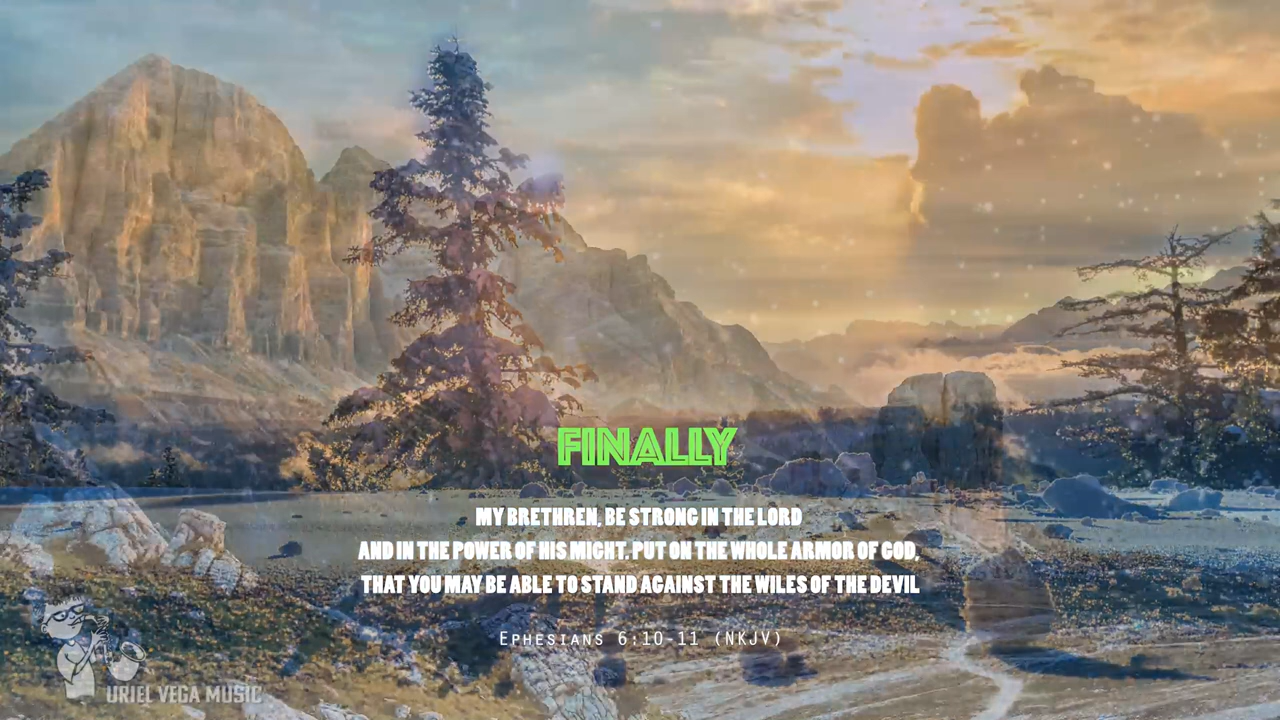 FINALLY
MY BRETHREN, BE STRONG IN THE LORD
AND IN THE POWER OF HIS MIGHT. PUT ON THE WHOLE ARMOR OF GOD,
THAT YOU MAY BE ABLE TO STAND AGAINST THE WILES OF THE DEVIL
EPHESIANS 6:10-11 (NKJV)
URIEL VEGA MUSIC